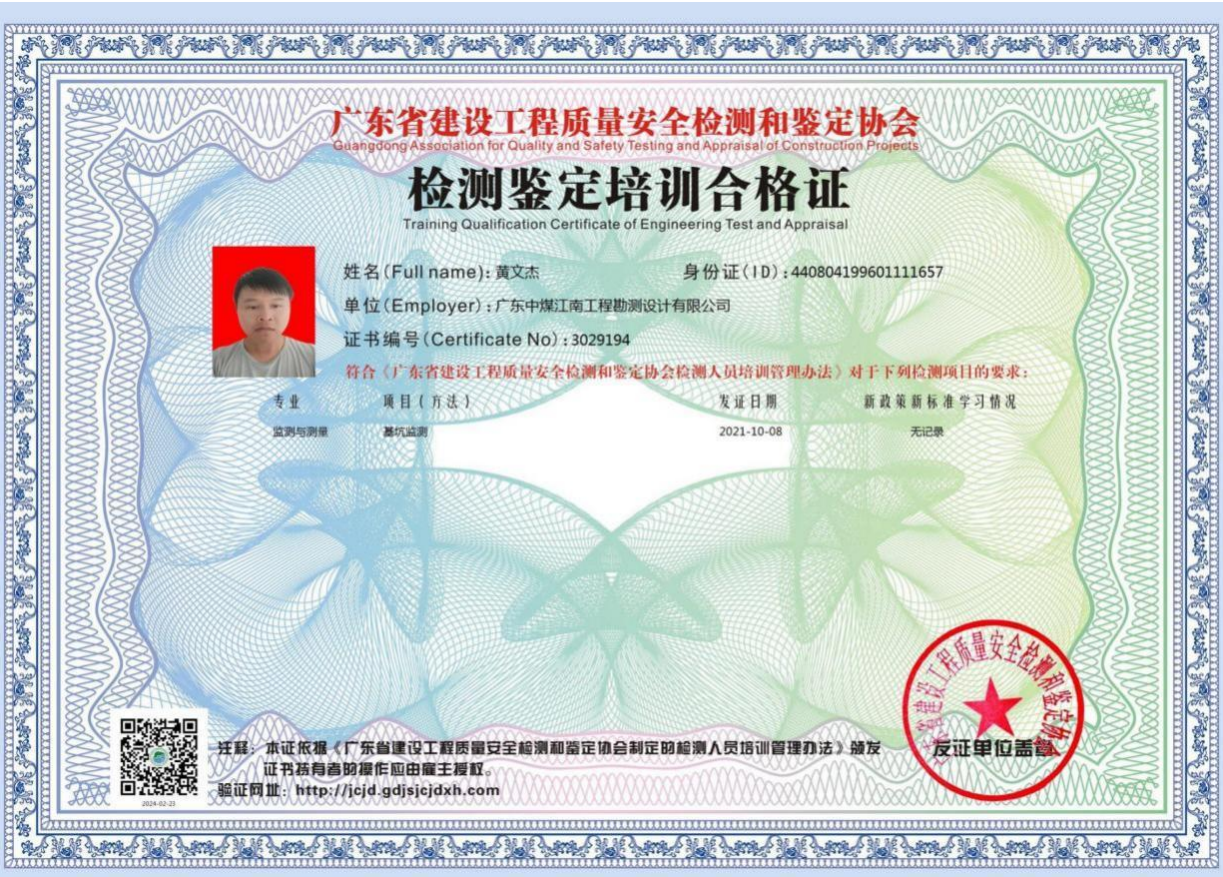 广东省建设工程质量安全检测和鉴定协会
Guangdong Association for Quality and Safety Testing and Appraisal of Construction Projects
检测鉴定培训合格证
Training Qualification Certificate of Engineering Test and Appraisal
姓名(Full name):黄文杰 身份证(ID):440804199601111657
单位(Employer):广东中煤江南工程勘测设计有限公司
证书编号(Certificate No):3029194
符合《广东省建设工程质量安全检测和鉴定协会检测人员培训管理办法》对于下列检测项目的要求:
专业 项目(方法) 发证日期 新政策新标准学习情况
监测与测量 基坑监测 2021-10-08 无记录
广东省建设工程质量安全检测和鉴定协会
发证单位盖章
注释:本证依据《广东省建设工程质量安全检测和鉴定协会制定的检测人员培训管理办法》颁发
证书持有者的操作应由雇主授权。
验证网址:http://jcjd.gdjsjcjdxh.com
2024-02-23